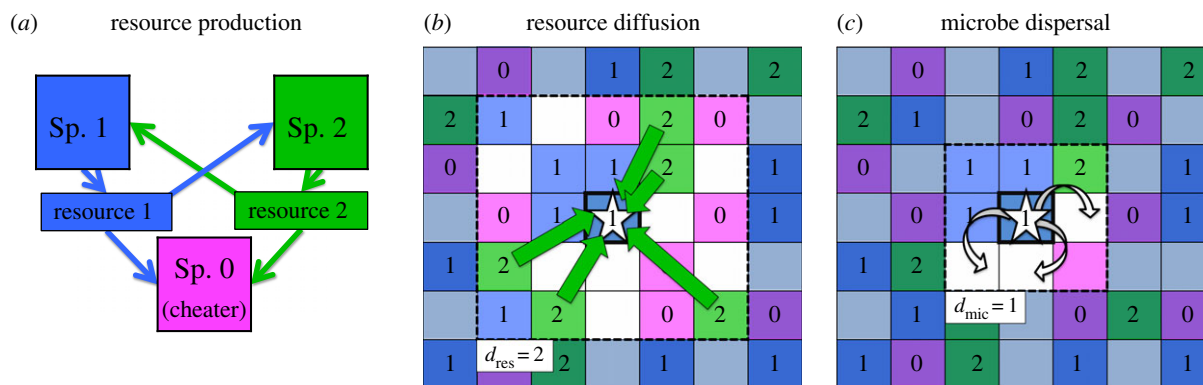 (a) resource production
Sp. 1
Sp. 2
resource 1
resource 2
Sp. 0
(cheater)
(b) resource diffusion
0 1 2 2
2 1 0 2 0
0 1 1 2 1
0 1 1 0 1
1 2
1 2 0 2 0
d_res = 2
1 2 1 1
(c) microbe dispersal
0 1 2 2
2 1 0 2 0
0 1 1 2 1
0 1 1 0 1
1 2
d_mic = 1
1 0 2 0
1 0 2 1 1